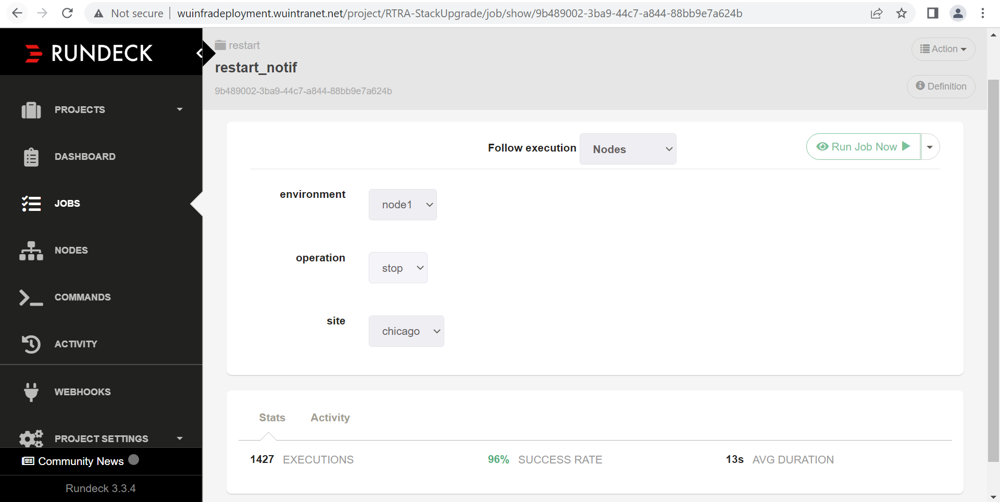 Not secure
wuinfradeployment.wuintranet.net/project/RTRA-StackUpgrade/job/show/9b489002-3ba9-44c7-a844-88bb9e7a624b
RUNDECK
PROJECTS
DASHBOARD
JOBS
NODES
COMMANDS
ACTIVITY
WEBHOOKS
PROJECT SETTINGS
Community News
Rundeck 3.3.4
restart
restart_notif
9b489002-3ba9-44c7-a844-88bb9e7a624b
Action
Definition
Follow execution Nodes
Run Job Now
environment node1
operation stop
site chicago
Stats Activity
1427 EXECUTIONS 96% SUCCESS RATE 13s AVG DURATION